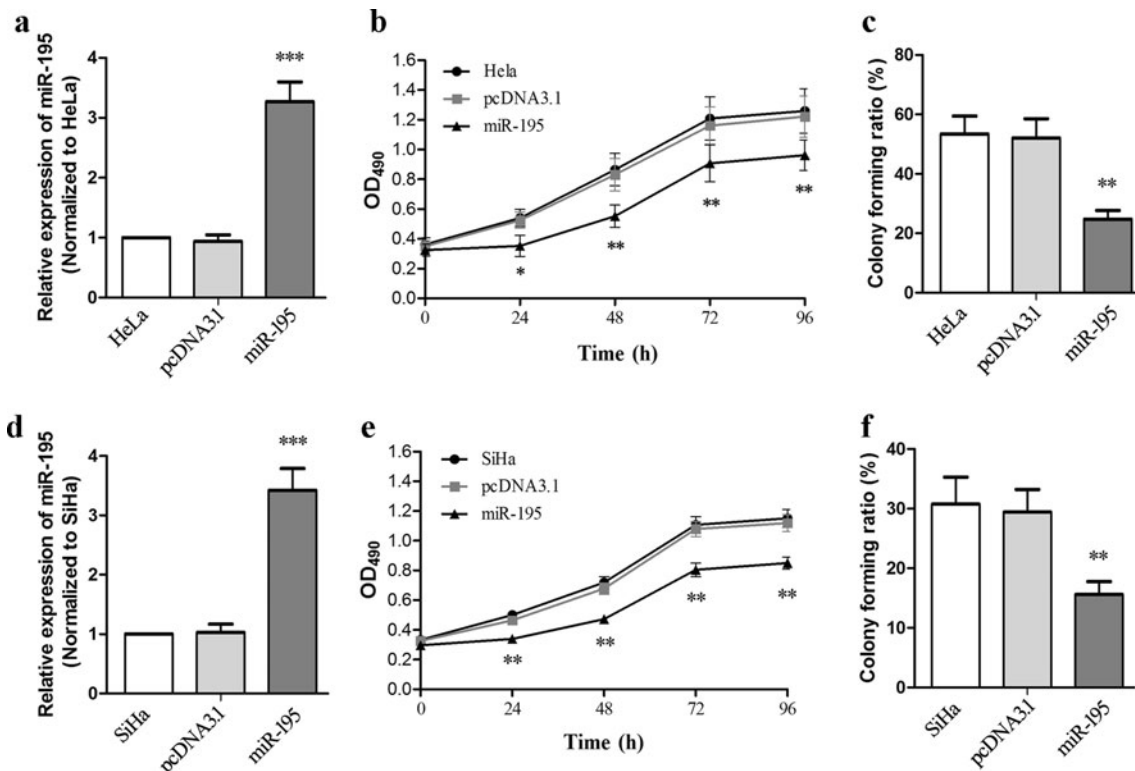 a
Relative expression of miR-195
(Normalized to HeLa)
4
3
2
1
0
***
HeLa
pcDNA3.1
miR-195
b
OD490
1.6
1.4
1.2
1.0
0.8
0.6
0.4
0.2
0.0
Hela
pcDNA3.1
miR-195
*
**
**
**
0 24 48 72 96
Time (h)
c
Colony forming ratio (%)
80
60
40
20
0
**
HeLa
pcDNA3.1
miR-195
d
Relative expression of miR-195
(Normalized to SiHa)
4
3
2
1
0
***
SiHa
pcDNA3.1
miR-195
e
OD490
1.6
1.4
1.2
1.0
0.8
0.6
0.4
0.2
0.0
SiHa
pcDNA3.1
miR-195
**
**
**
**
0 24 48 72 96
Time (h)
f
Colony forming ratio (%)
40
30
20
10
0
**
SiHa
pcDNA3.1
miR-195